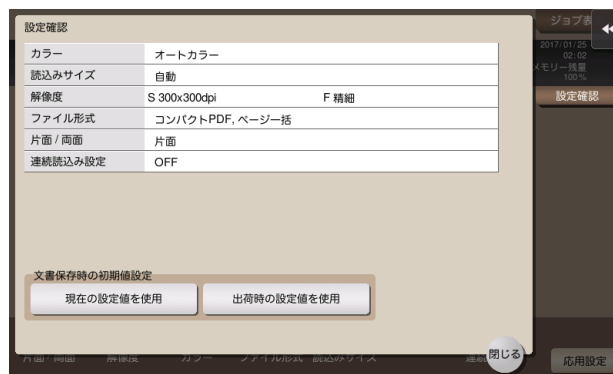 設定確認
カラー オートカラー
読込みサイズ 自動
解像度 S 300x300dpi F 精細
ファイル形式 コンパクトPDF, ページ一括
片面 / 両面 片面
連続読込み設定 OFF
文書保存時の初期値設定
現在の設定値を使用 出荷時の設定値を使用
閉じる
ジョブ表
2017/01/25
02:02
メモリー残量
100%
設定確認
片面 / 両面 解像度 カラー ファイル形式 読込みサイズ 連続
応用設定